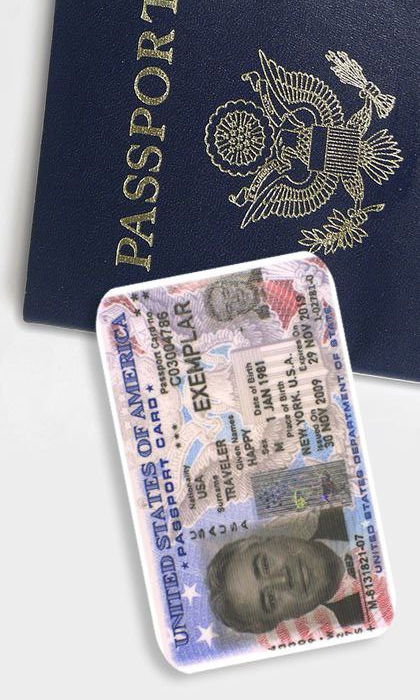 PASSPORT
UNITED STATES OF AMERICA
★ PASSPORT CARD ★ ★ ★ ★
Nationality
USA
Passport Card no.
C03004786
Surname
TRAVELER
EXEMPLAR
Given Names
HAPPY
Sex
M
Date of Birth
1 JAN 1981
Place of Birth
NEW YORK, U.S.A.
Issued On
30 NOV 2009
Expires On
29 NOV 2019
USA
USA
M-8131821-07
UNITED STATES DEPARTMENT OF STATE